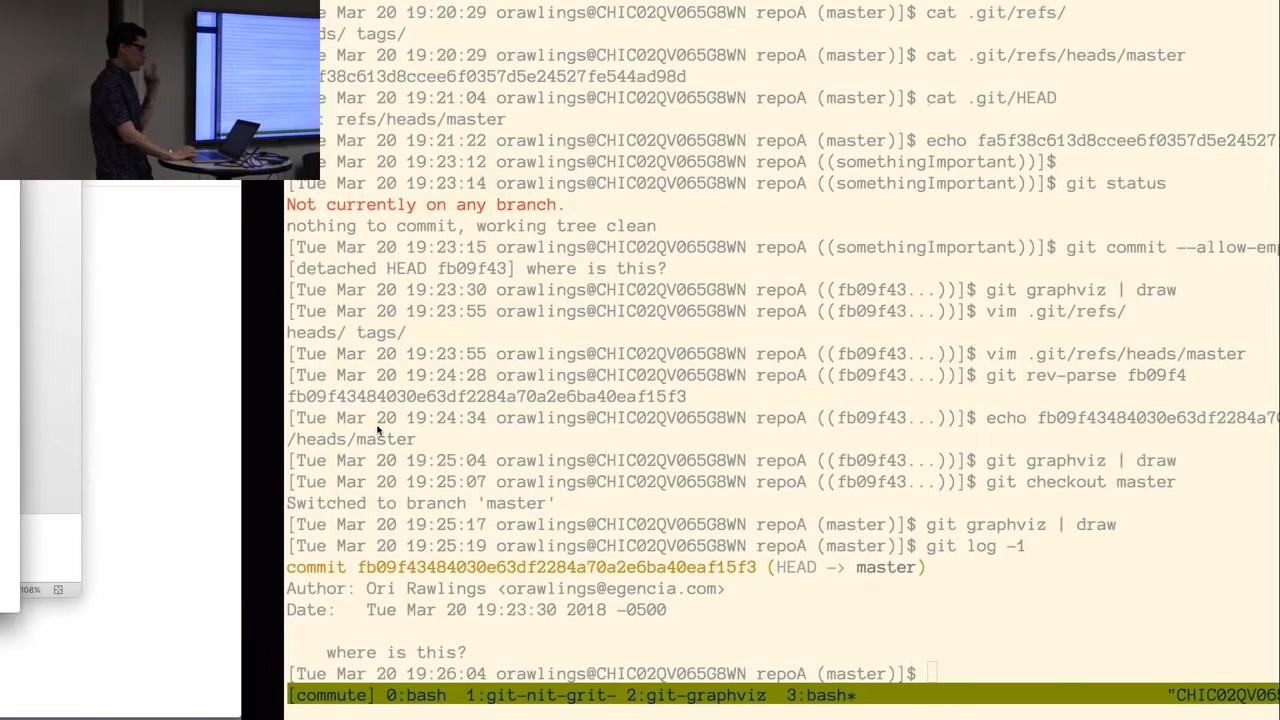 Tue Mar 20 19:20:29 orawlings@CHIC02QV065G8WN repoA (master)]$ cat .git/refs/
ds/ tags/
Tue Mar 20 19:20:29 orawlings@CHIC02QV065G8WN repoA (master)]$ cat .git/refs/heads/master
f38c613d8ccee6f0357d5e24527fe544ad98d
Tue Mar 20 19:21:04 orawlings@CHIC02QV065G8WN repoA (master)]$ cat .git/HEAD
: refs/heads/master
Tue Mar 20 19:21:22 orawlings@CHIC02QV065G8WN repoA (master)]$ echo fa5f38c613d8ccee6f0357d5e24527
Tue Mar 20 19:23:12 orawlings@CHIC02QV065G8WN repoA ((somethingImportant))]$
[Tue Mar 20 19:23:14 orawlings@CHIC02QV065G8WN repoA ((somethingImportant))]$ git status
Not currently on any branch.
nothing to commit, working tree clean
[Tue Mar 20 19:23:15 orawlings@CHIC02QV065G8WN repoA ((somethingImportant))]$ git commit --allow-em
[detached HEAD fb09f43] where is this?
[Tue Mar 20 19:23:30 orawlings@CHIC02QV065G8WN repoA ((fb09f43...))]$ git graphviz | draw
[Tue Mar 20 19:23:55 orawlings@CHIC02QV065G8WN repoA ((fb09f43...))]$ vim .git/refs/
heads/ tags/
[Tue Mar 20 19:23:55 orawlings@CHIC02QV065G8WN repoA ((fb09f43...))]$ vim .git/refs/heads/master
[Tue Mar 20 19:24:28 orawlings@CHIC02QV065G8WN repoA ((fb09f43...))]$ git rev-parse fb09f4
fb09f43484030e63df2284a70a2e6ba40eaf15f3
[Tue Mar 20 19:24:34 orawlings@CHIC02QV065G8WN repoA ((fb09f43...))]$ echo fb09f43484030e63df2284a70
/heads/master
[Tue Mar 20 19:25:04 orawlings@CHIC02QV065G8WN repoA ((fb09f43...))]$ git graphviz | draw
[Tue Mar 20 19:25:07 orawlings@CHIC02QV065G8WN repoA ((fb09f43...))]$ git checkout master
Switched to branch 'master'
[Tue Mar 20 19:25:17 orawlings@CHIC02QV065G8WN repoA (master)]$ git graphviz | draw
[Tue Mar 20 19:25:19 orawlings@CHIC02QV065G8WN repoA (master)]$ git log -1
commit fb09f43484030e63df2284a70a2e6ba40eaf15f3 (HEAD -> master)
108%
Author: Ori Rawlings <orawlings@egencia.com>
Date:   Tue Mar 20 19:23:30 2018 -0500
where is this?
[Tue Mar 20 19:26:04 orawlings@CHIC02QV065G8WN repoA (master)]$
[commute] 0:bash  1:git-nit-grit- 2:git-graphviz  3:bash*
"CHIC02QV065